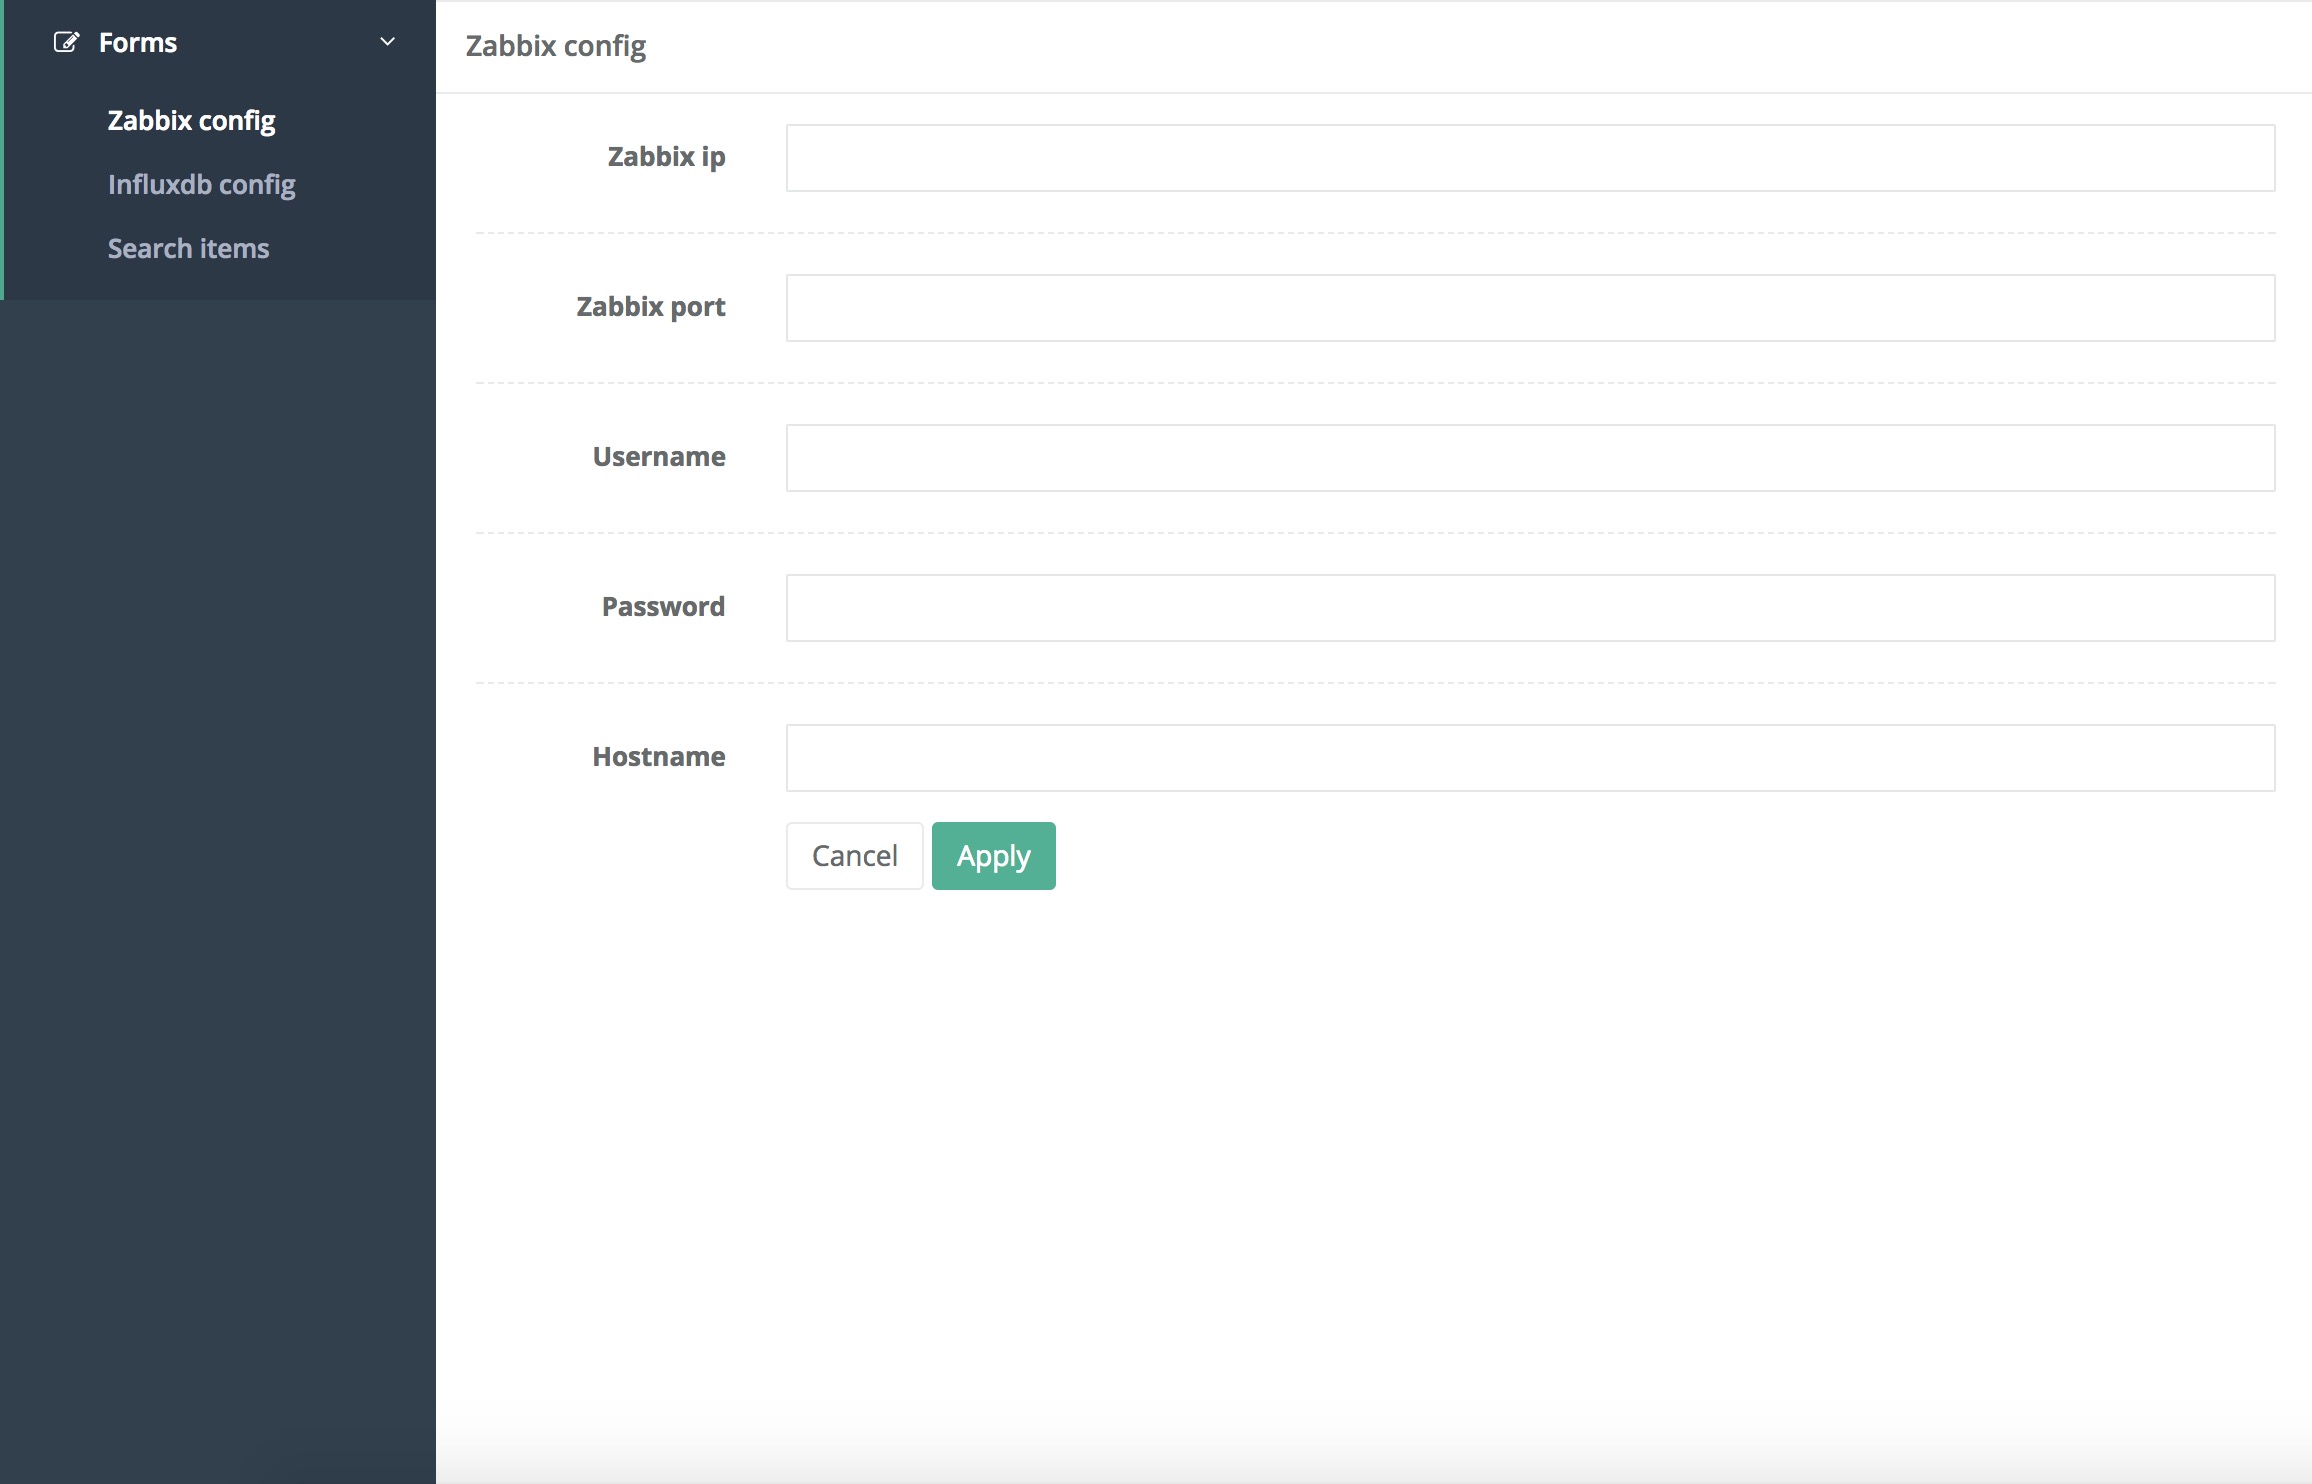 Forms
Zabbix config
Influxdb config
Search items
Zabbix config
Zabbix ip
Zabbix port
Username
Password
Hostname
Cancel Apply